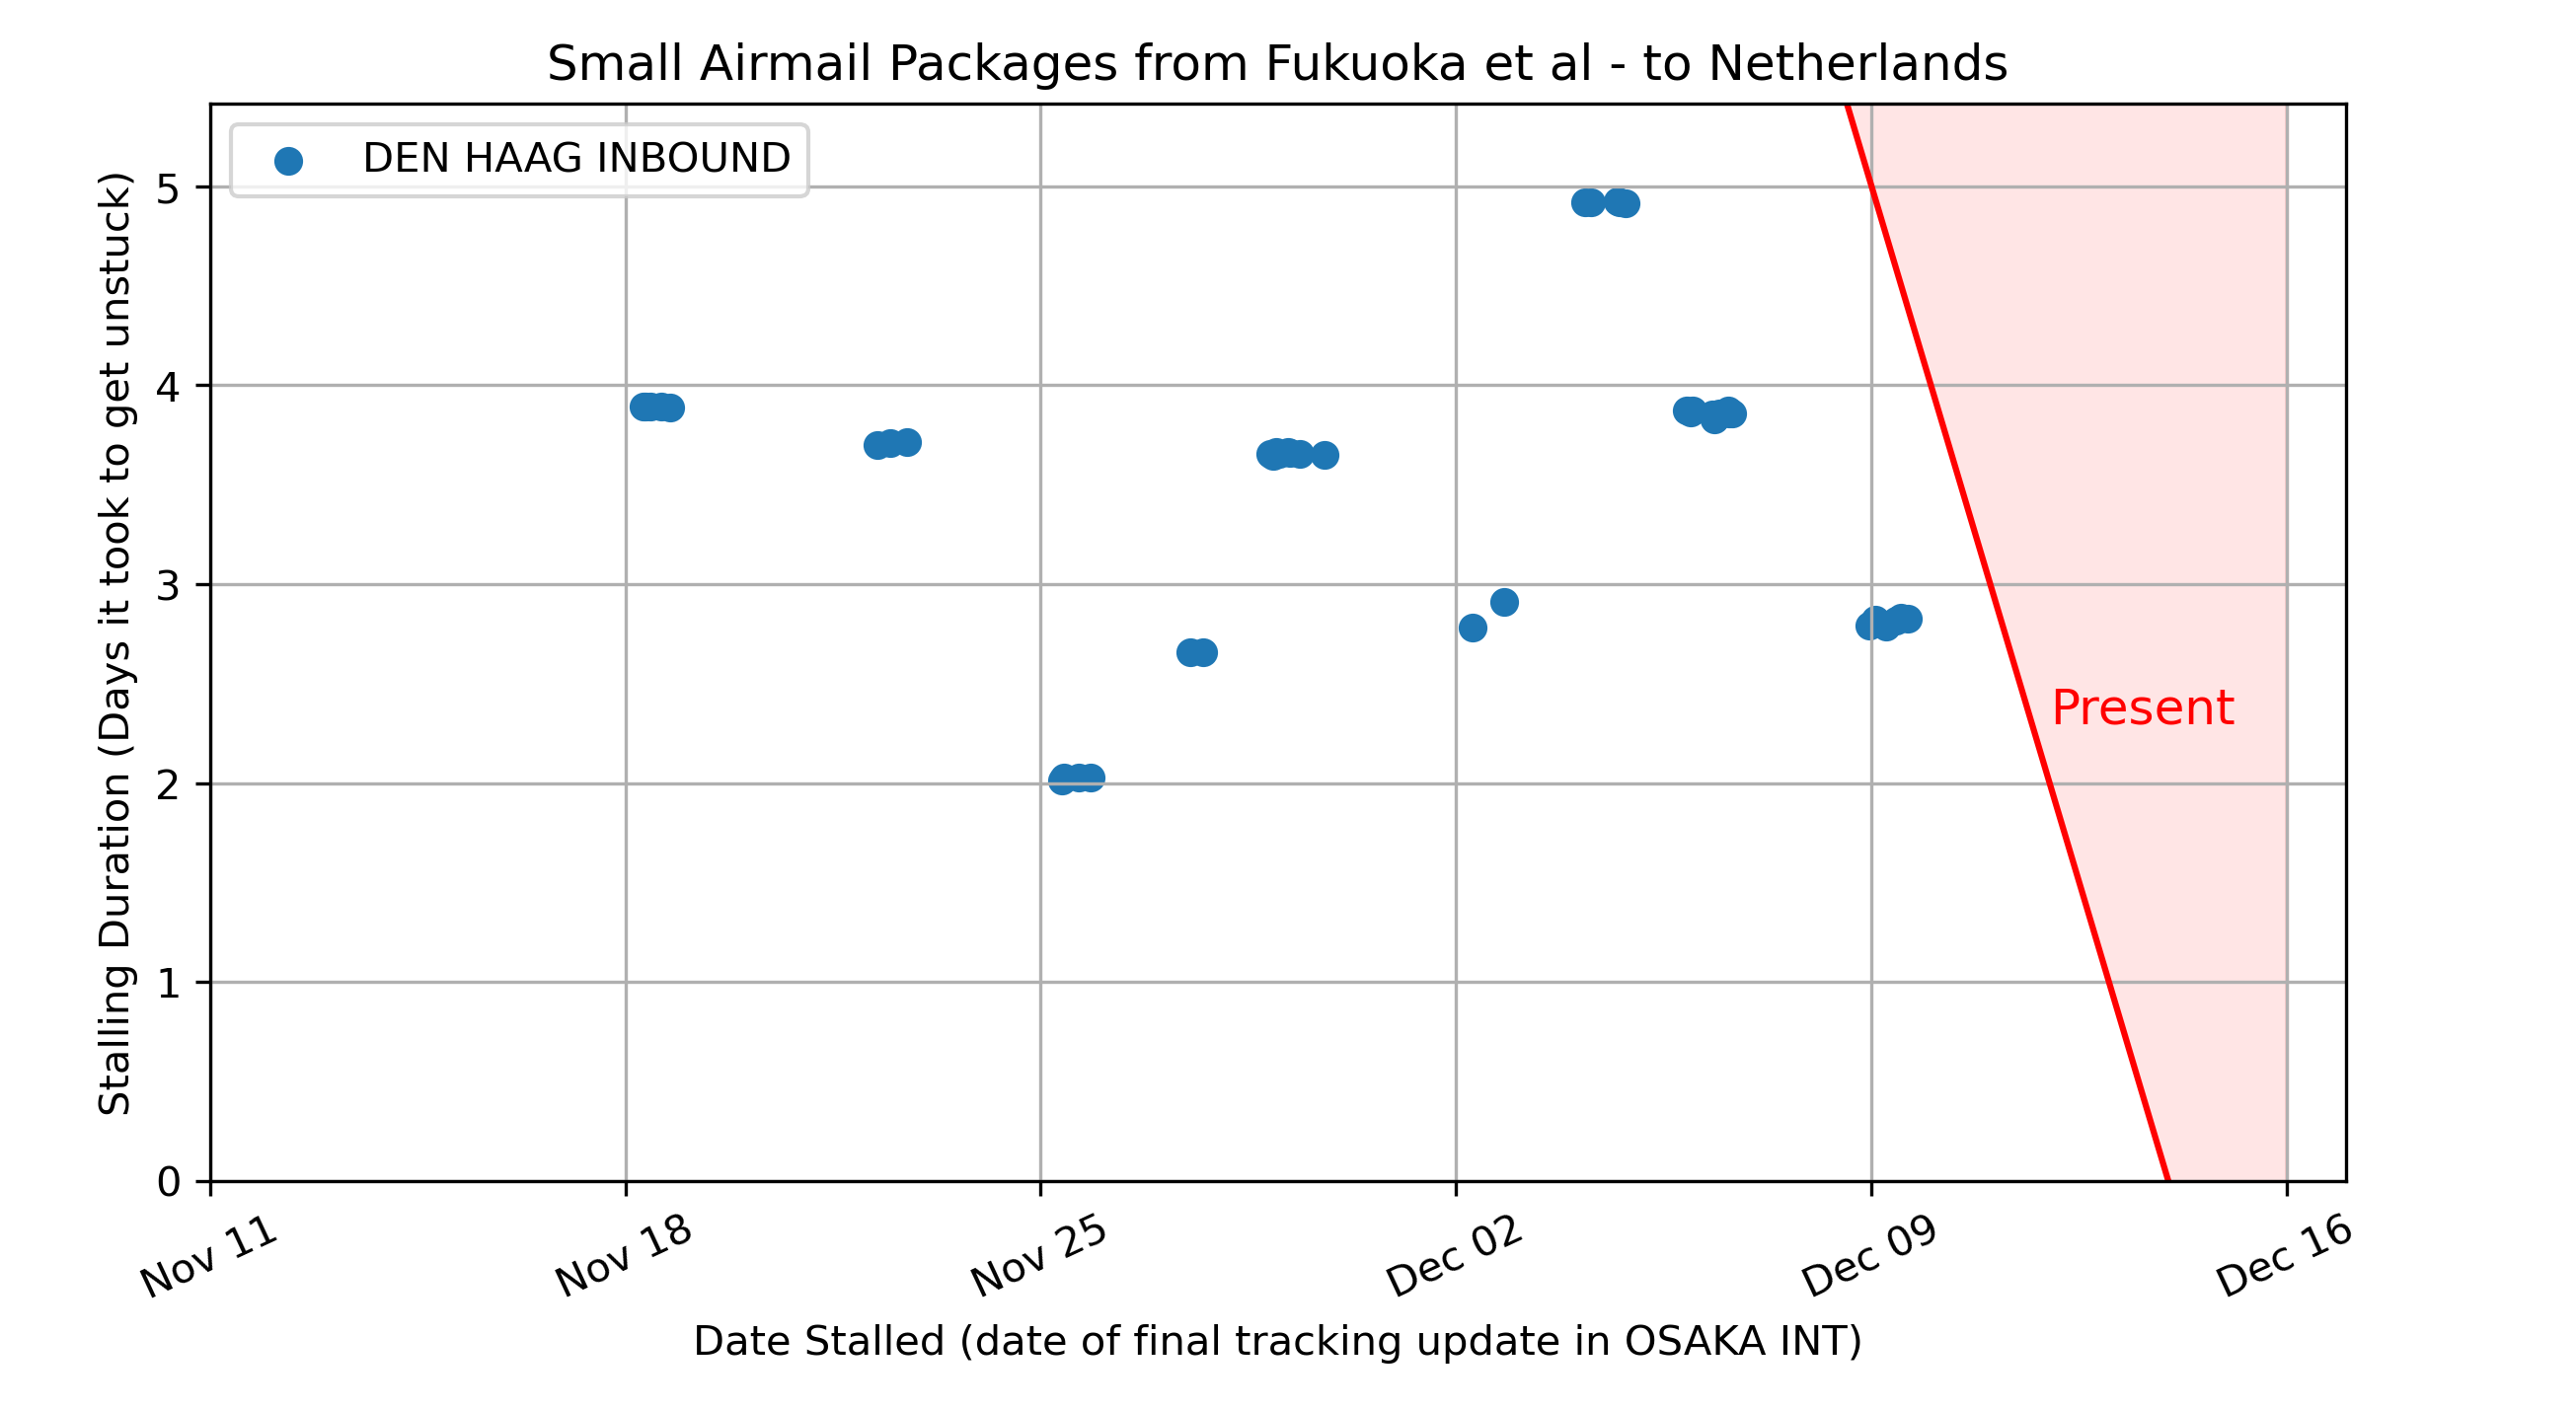 Small Airmail Packages from Fukuoka et al - to Netherlands
DEN HAAG INBOUND
Stalling Duration (Days it took to get unstuck)
5
4
3
2
1
0
Present
Nov 11
Nov 18
Nov 25
Dec 02
Dec 09
Dec 16
Date Stalled (date of final tracking update in OSAKA INT)